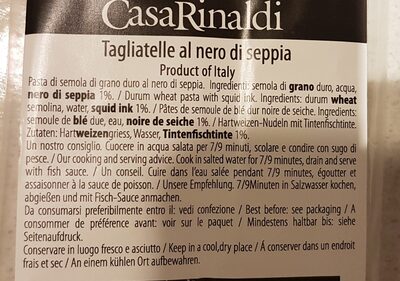 CasaRinaldi
Tagliatelle al nero di seppia
Product of Italy
Pasta di semola di grano duro al nero di seppia. Ingredienti: semola di grano duro, acqua,
nero di seppia 1%. / Durum wheat pasta with squid ink. Ingredients: durum wheat
semolina, water, squid ink 1%. / Pâtes de semoule de blé dur noire de seiche. Ingrédients:
semoule de blé due, eau, noire de seiche 1%. / Hartweizen-Nudeln mit Tintenfischtinte.
Zutaten: Hartweizengriess, Wasser, Tintenfischtinte 1%.
Un nostro consiglio. Cuocere in acqua salata per 7/9 minuti, scolare e condire con sugo di
pesce. / Our cooking and serving advice. Cook in salted water for 7/9 minutes, drain and serve
with fish sauce. / Un conseil. Cuire dans l'eau salée pendant 7/9 minutes, égoutter et
assaisonner à la sauce de poisson. / Unsere Empfehlung. 7/9Minuten in Salzwasser kochen,
abgießen und mit Fisch-Sauce anmachen.
Da consumarsi preferibilmente entro il: vedi confezione / Best before: see packaging / A
consommer de préférence avant: voir sur le paquet / Mindestens haltbar bis: siehe
Seitenaufdruck.
Conservare in luogo fresco e asciutto / Keep in a cool,dry place / Á conserver dans un endroit
frais et sec / An einem kühlen Ort aufbewahren.